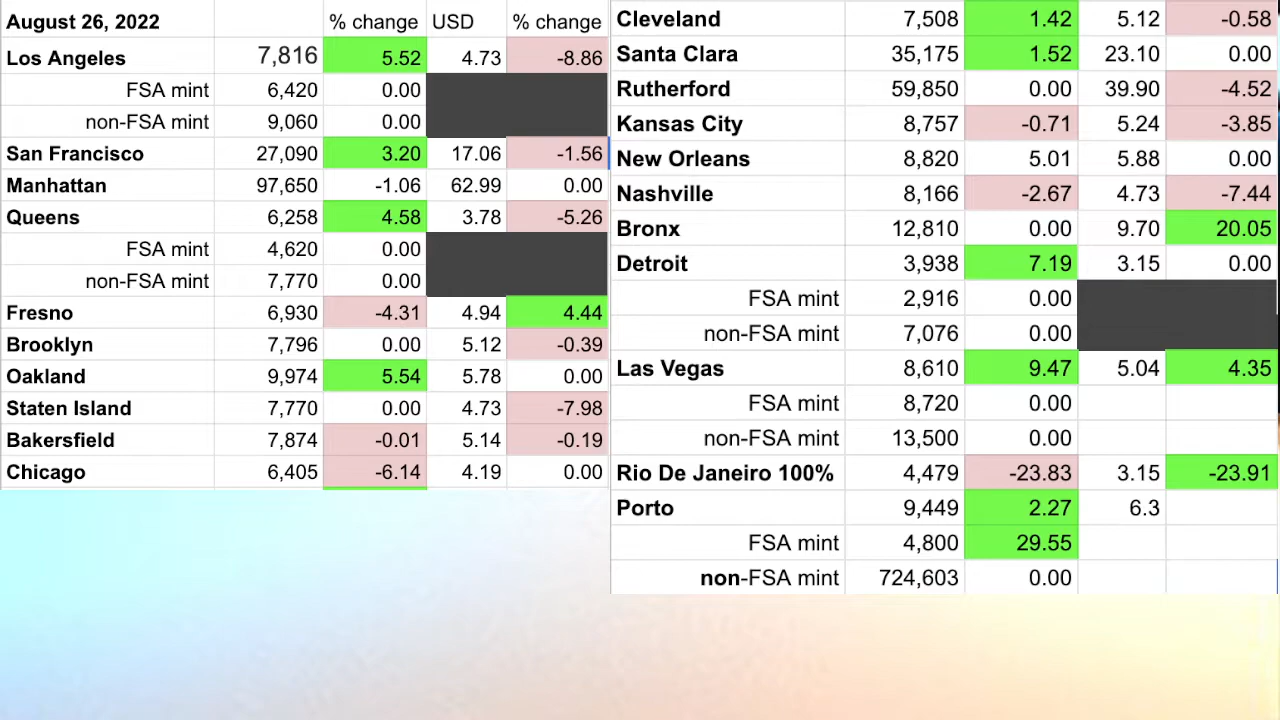 August 26, 2022 % change USD % change
Los Angeles 7,816 5.52 4.73 -8.86
FSA mint 6,420 0.00
non-FSA mint 9,060 0.00
San Francisco 27,090 3.20 17.06 -1.56
Manhattan 97,650 -1.06 62.99 0.00
Queens 6,258 4.58 3.78 -5.26
FSA mint 4,620 0.00
non-FSA mint 7,770 0.00
Fresno 6,930 -4.31 4.94 4.44
Brooklyn 7,796 0.00 5.12 -0.39
Oakland 9,974 5.54 5.78 0.00
Staten Island 7,770 0.00 4.73 -7.98
Bakersfield 7,874 -0.01 5.14 -0.19
Chicago 6,405 -6.14 4.19 0.00
Cleveland 7,508 1.42 5.12 -0.58
Santa Clara 35,175 1.52 23.10 0.00
Rutherford 59,850 0.00 39.90 -4.52
Kansas City 8,757 -0.71 5.24 -3.85
New Orleans 8,820 5.01 5.88 0.00
Nashville 8,166 -2.67 4.73 -7.44
Bronx 12,810 0.00 9.70 20.05
Detroit 3,938 7.19 3.15 0.00
FSA mint 2,916 0.00
non-FSA mint 7,076 0.00
Las Vegas 8,610 9.47 5.04 4.35
FSA mint 8,720 0.00
non-FSA mint 13,500 0.00
Rio De Janeiro 100% 4,479 -23.83 3.15 -23.91
Porto 9,449 2.27 6.3
FSA mint 4,800 29.55
non-FSA mint 724,603 0.00